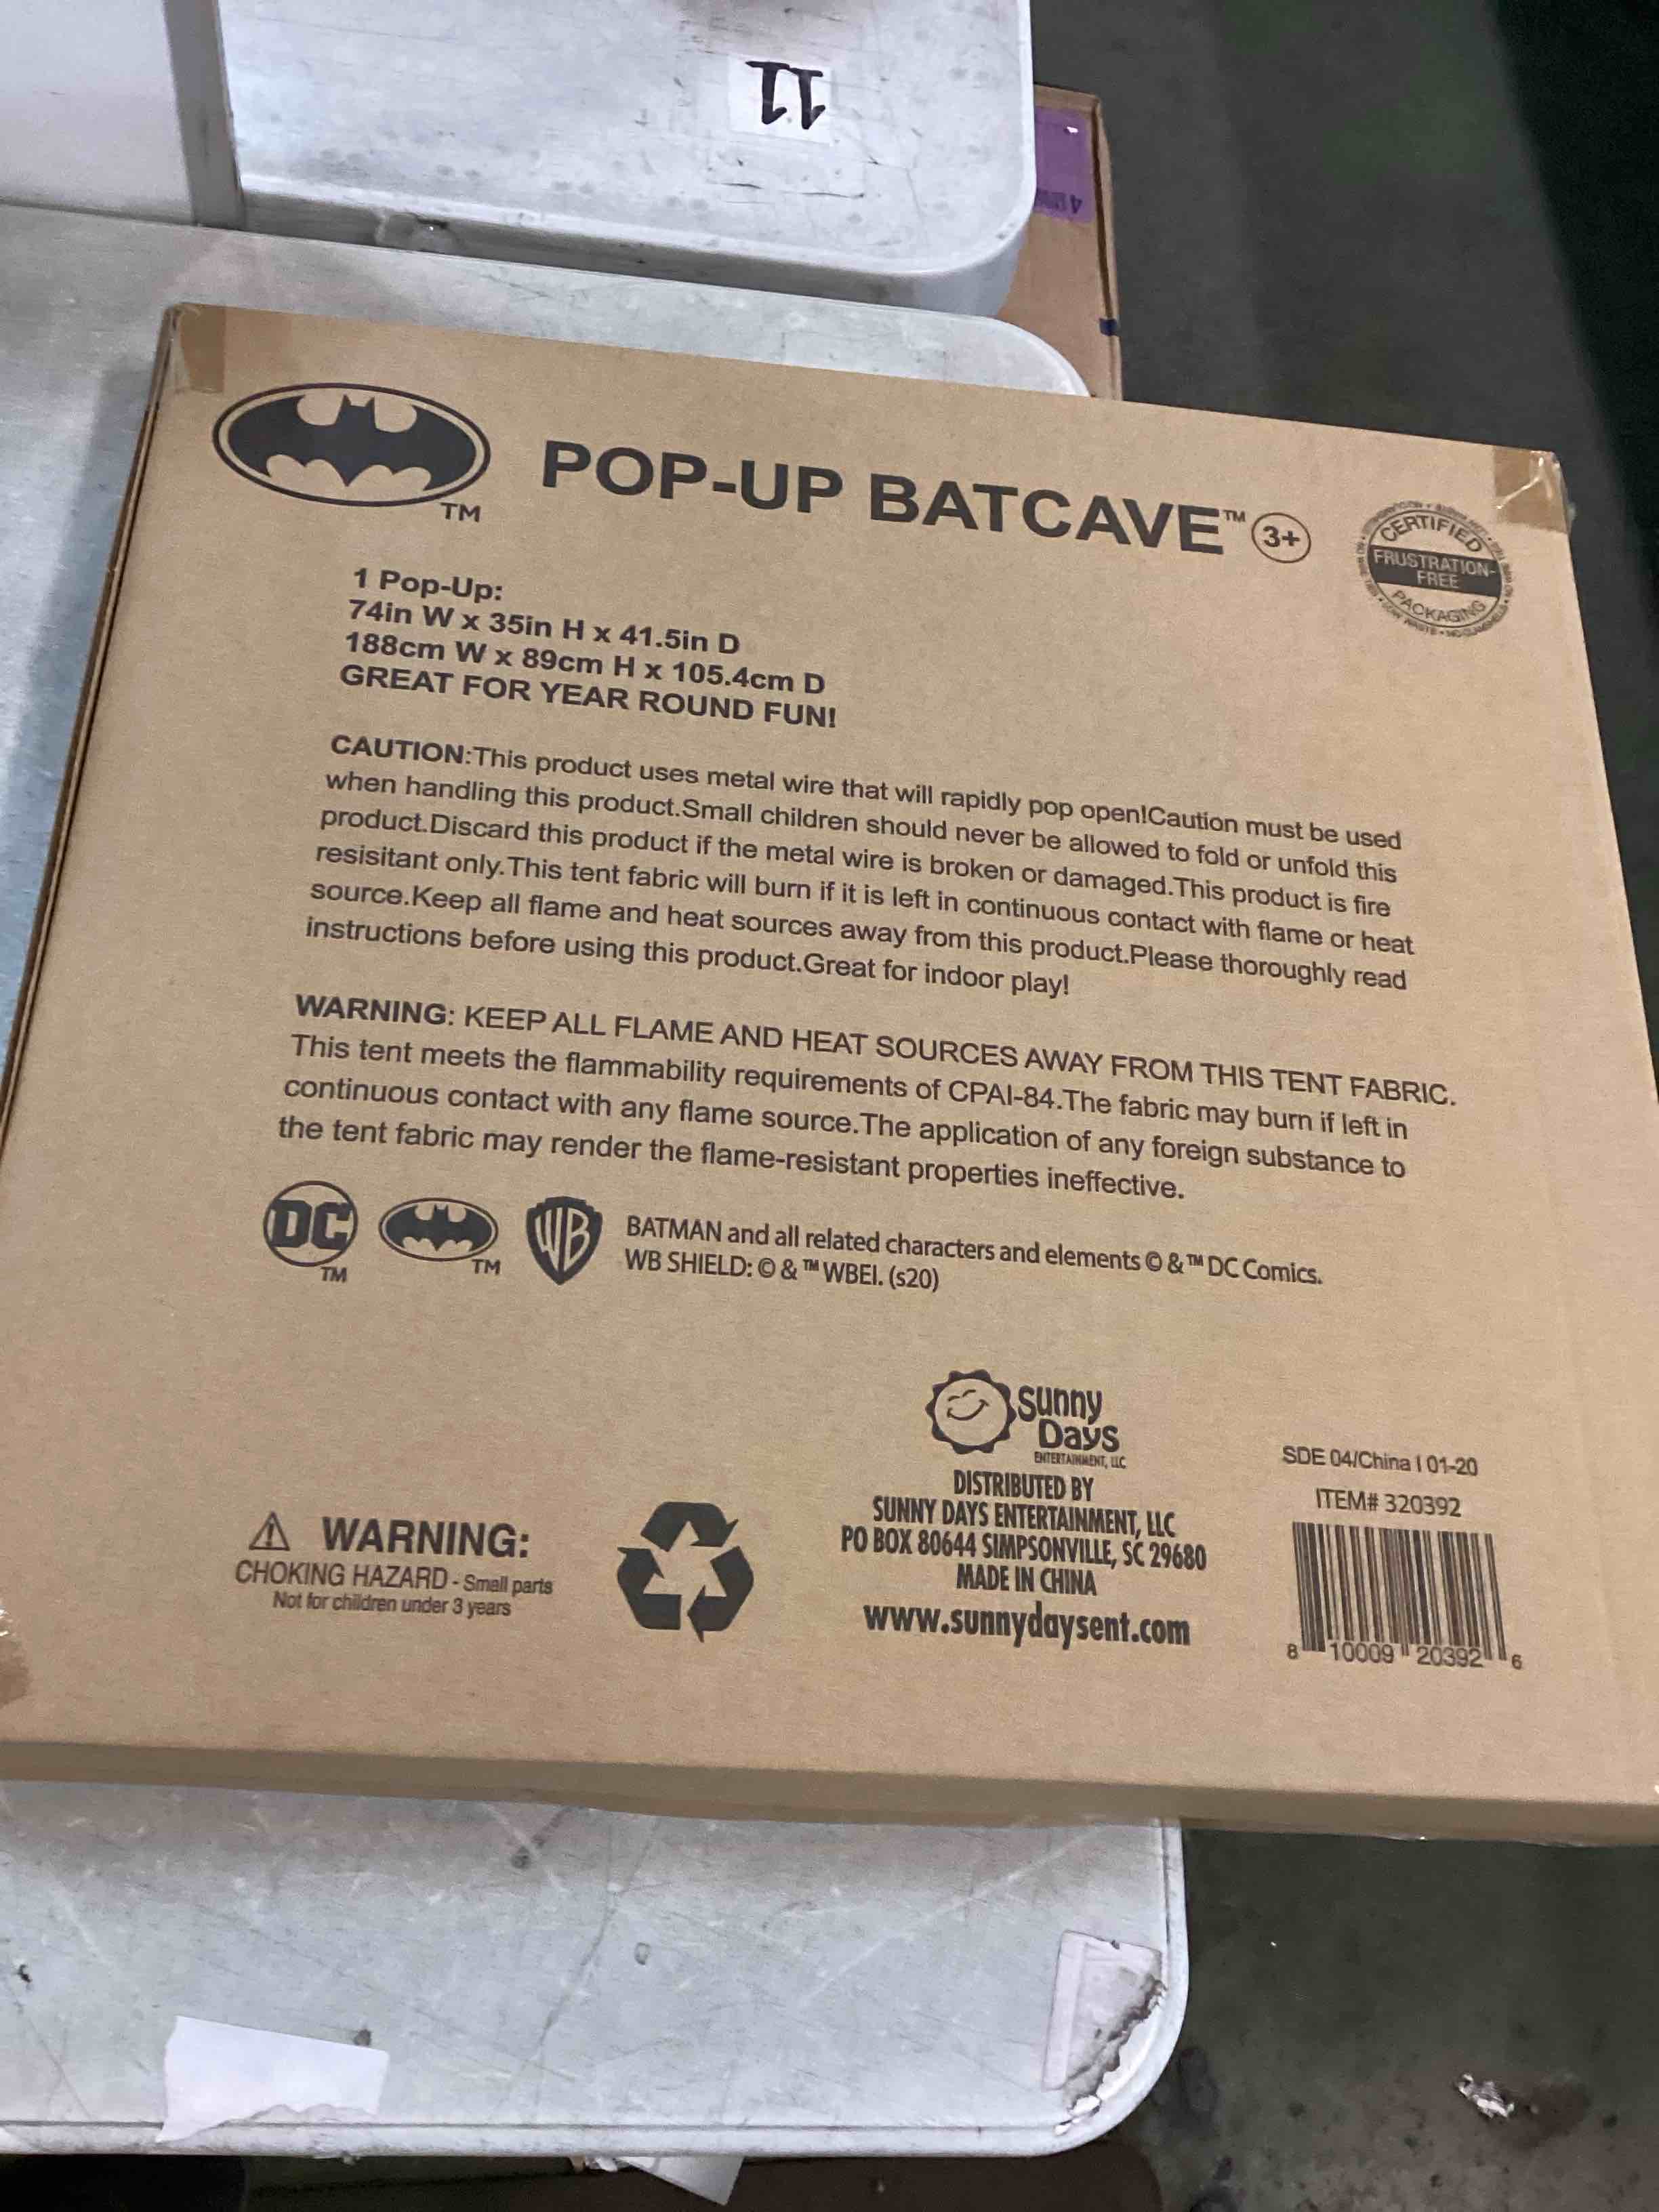 11
POP-UP BATCAVE™ 3+
CERTIFIED
FRUSTRATION-
FREE
PACKAGING
TM
1 Pop-Up:
74in W x 35in H x 41.5in D
188cm W x 89cm H x 105.4cm D
GREAT FOR YEAR ROUND FUN!
CAUTION:This product uses metal wire that will rapidly pop open!Caution must be used
when handling this product.Small children should never be allowed to fold or unfold this
product.Discard this product if the metal wire is broken or damaged.This product is fire
resisitant only.This tent fabric will burn if it is left in continuous contact with flame or heat
source.Keep all flame and heat sources away from this product.Please thoroughly read
instructions before using this product.Great for indoor play!
WARNING: KEEP ALL FLAME AND HEAT SOURCES AWAY FROM THIS TENT FABRIC.
This tent meets the flammability requirements of CPAI-84.The fabric may burn if left in
continuous contact with any flame source.The application of any foreign substance to
the tent fabric may render the flame-resistant properties ineffective.
DC
TM
TM
WB
BATMAN and all related characters and elements © & ™ DC Comics.
WB SHIELD: © & ™ WBEI. (s20)
sunny
Days
ENTERTAINMENT, LLC
DISTRIBUTED BY
SUNNY DAYS ENTERTAINMENT, LLC
PO BOX 80644 SIMPSONVILLE, SC 29680
MADE IN CHINA
www.sunnydaysent.com
SDE 04/China | 01-20
ITEM# 320392
8 10009 20392 6
WARNING:
CHOKING HAZARD - Small parts
Not for children under 3 years